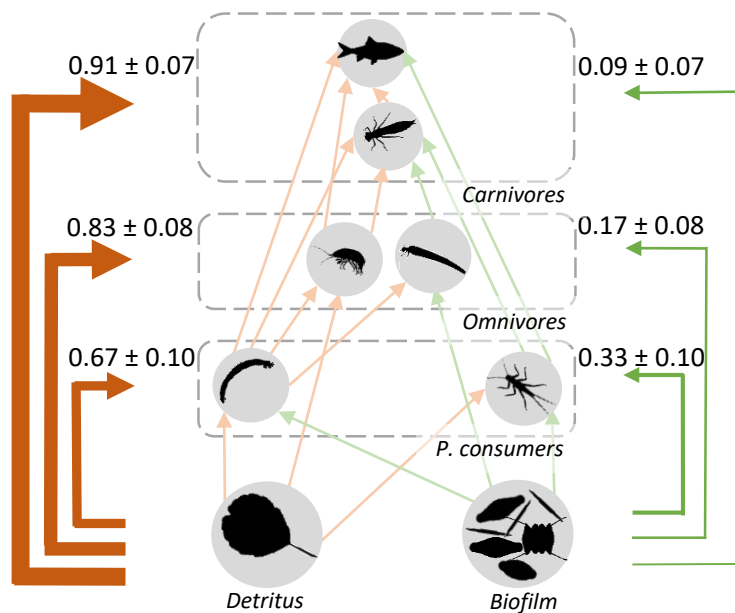 0.91 ± 0.07
0.09 ± 0.07
Carnivores
0.83 ± 0.08
0.17 ± 0.08
Omnivores
0.67 ± 0.10
0.33 ± 0.10
P. consumers
Detritus
Biofilm